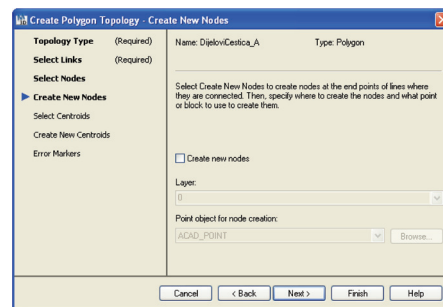 Create Polygon Topology - Create New Nodes
Topology Type (Required)
Select Links (Required)
Select Nodes
Create New Nodes
Select Centroids
Create New Centroids
Error Markers
Name: DijeloviCestica_A Type: Polygon
Select Create New Nodes to create nodes at the end points of lines where
they are connected. Then, specify where to create the nodes and what point
or block to use to create them.
Create new nodes
Layer:
0
Point object for node creation:
ACAD_POINT Browse...
Cancel < Back Next > Finish Help